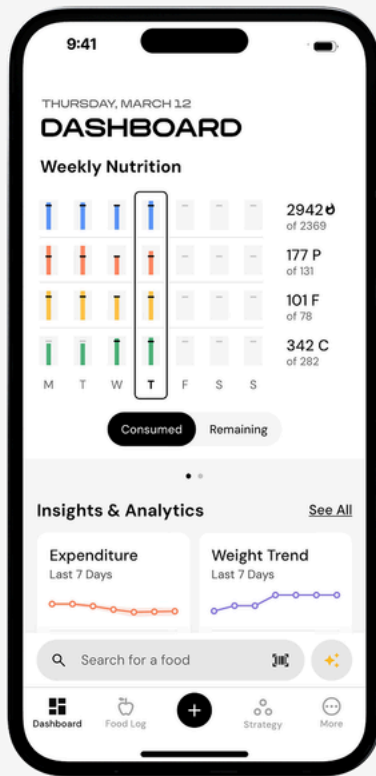 9:41
THURSDAY, MARCH 12
DASHBOARD
Weekly Nutrition
2942
of 2369
177 P
of 131
101 F
of 78
342 C
of 282
M T W T F S S
Consumed Remaining
Insights & Analytics See All
Expenditure
Last 7 Days
Weight Trend
Last 7 Days
Search for a food
Dashboard Food Log Strategy More